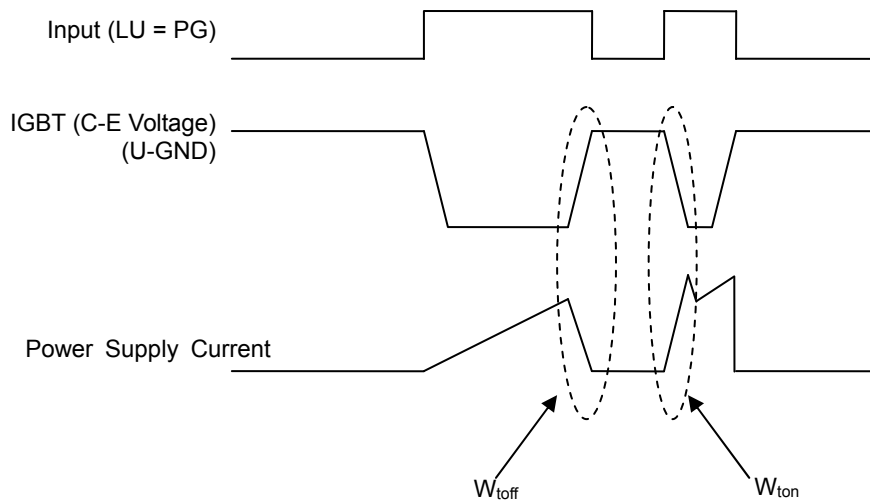 Input (LU = PG)
IGBT (C-E Voltage)
(U-GND)
Power Supply Current
Wtoff
Wton